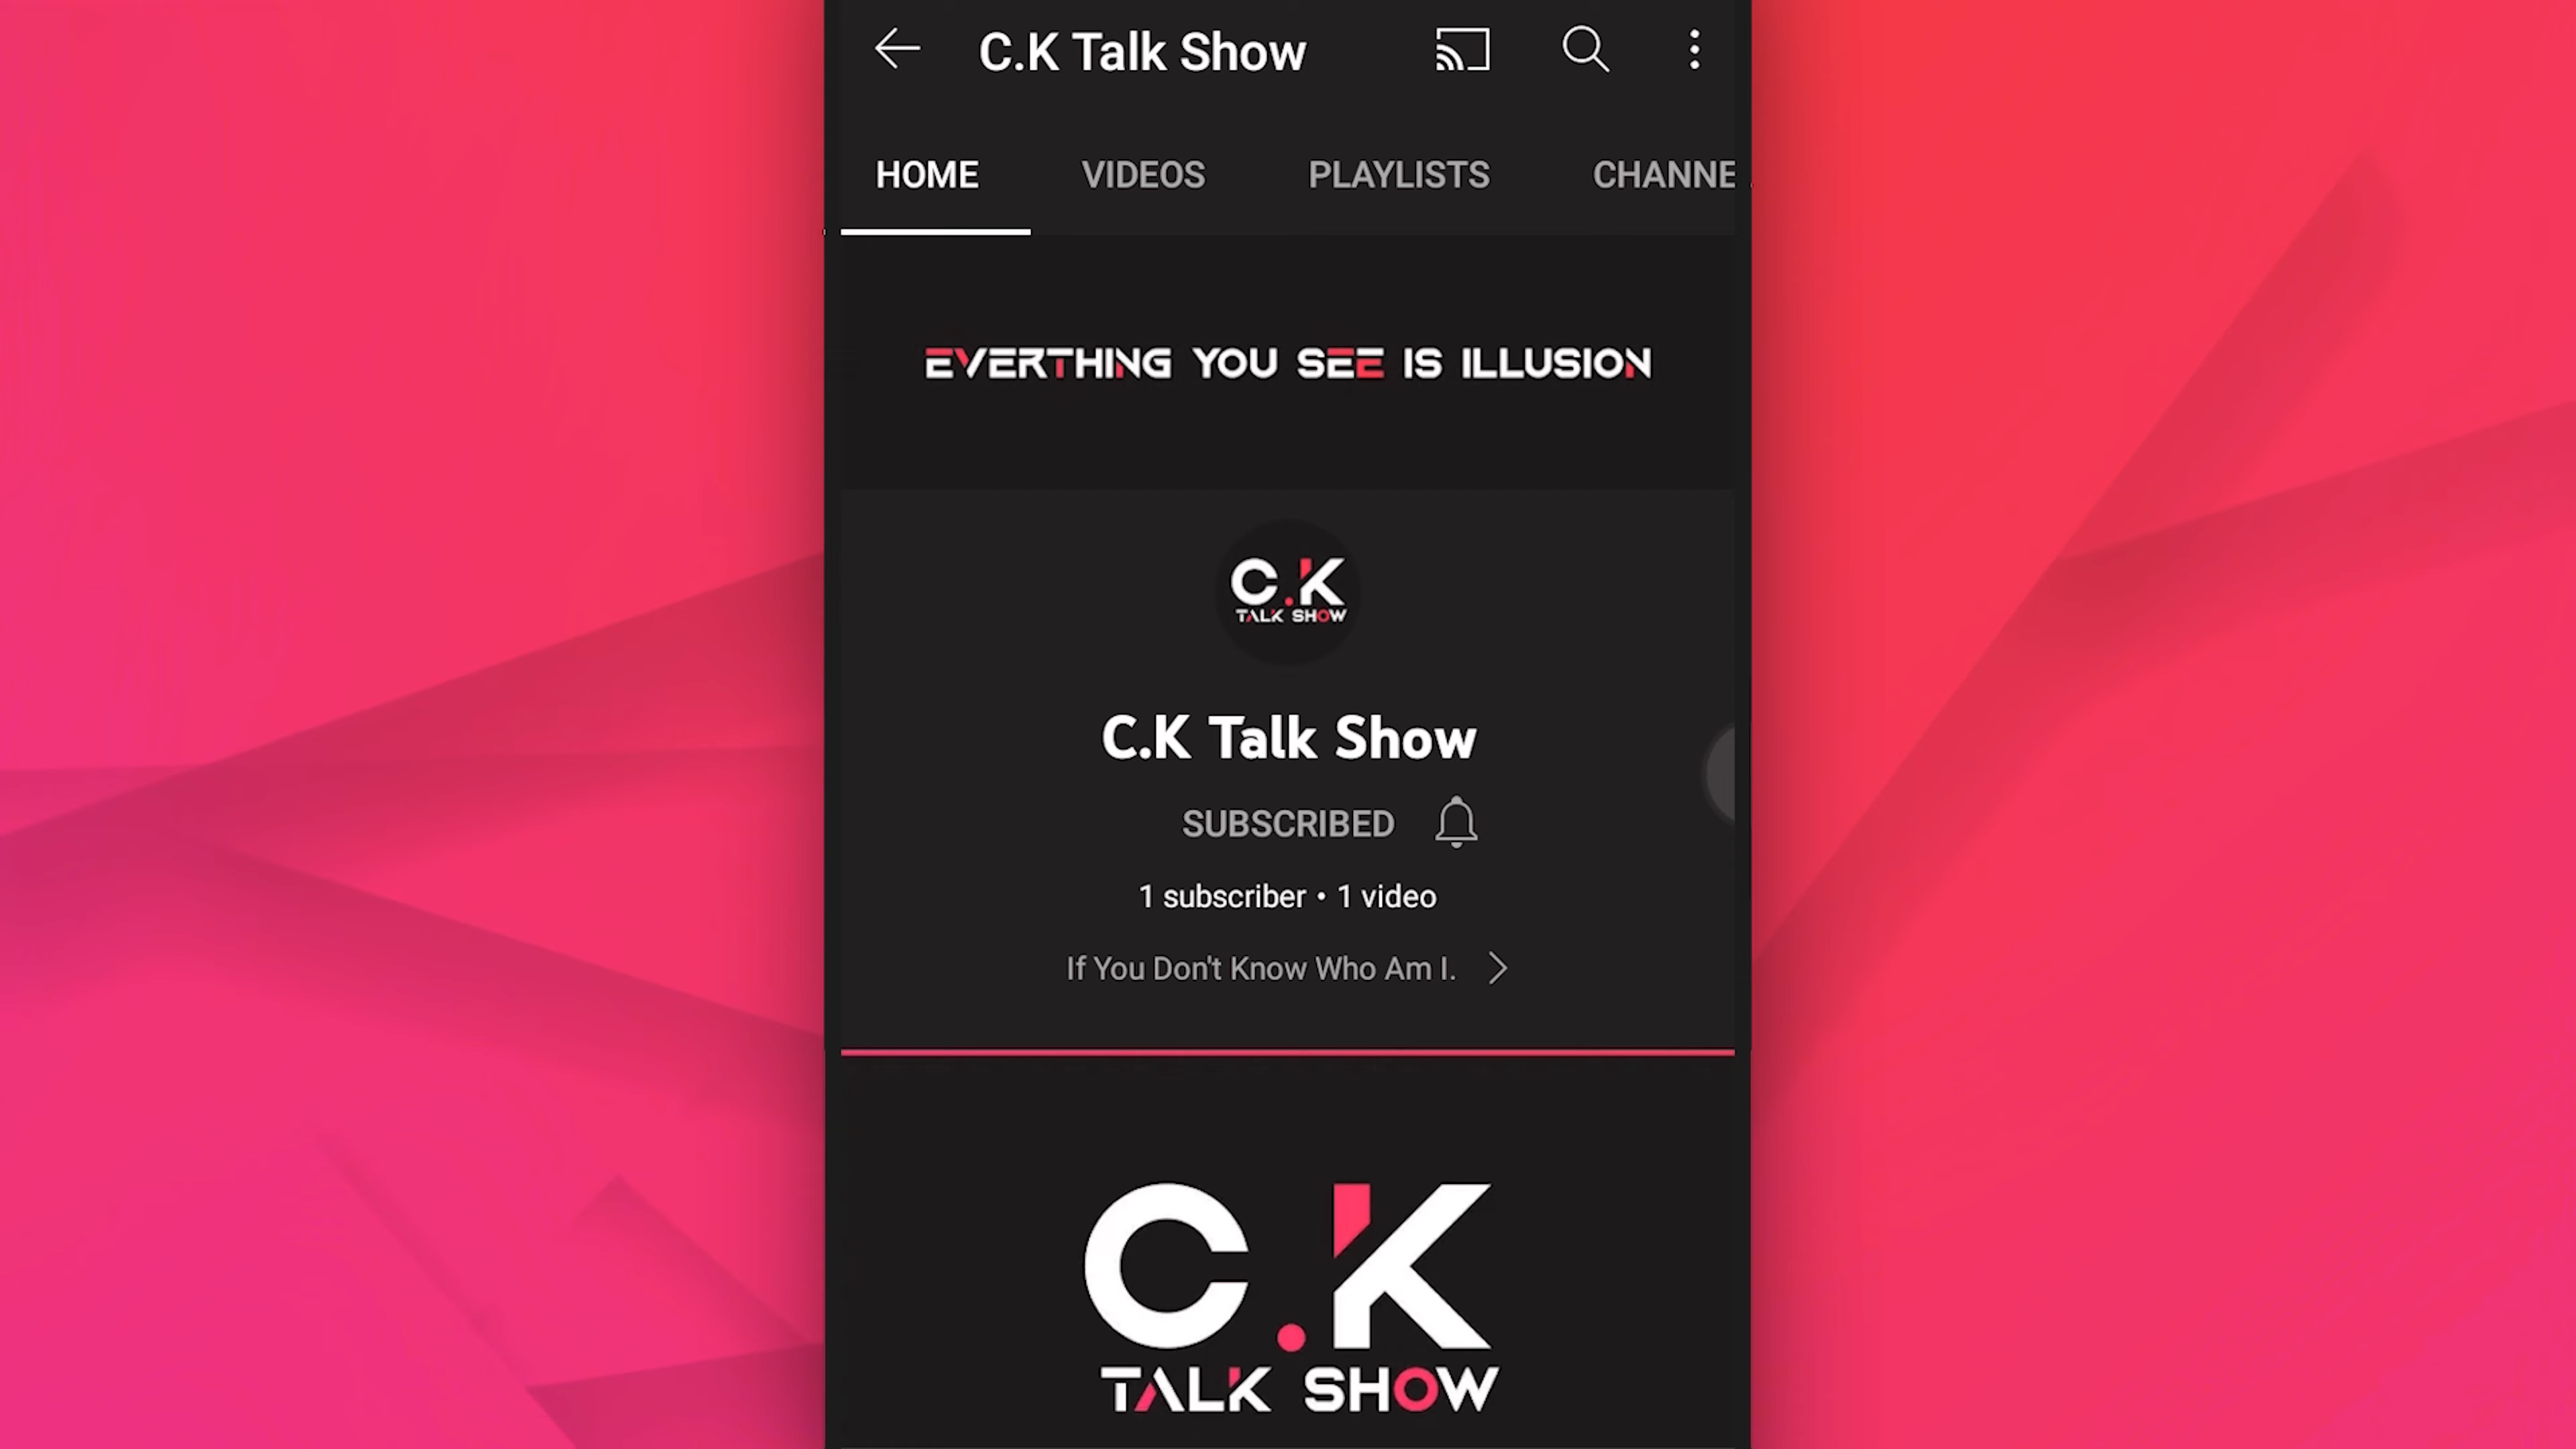 C.K Talk Show
HOME VIDEOS PLAYLISTS CHANNE
EVERTHING YOU SEE IS ILLUSION
C.K
TALK SHOW
C.K Talk Show
SUBSCRIBED
1 subscriber • 1 video
If You Don't Know Who Am I.
C.K
TALK SHOW